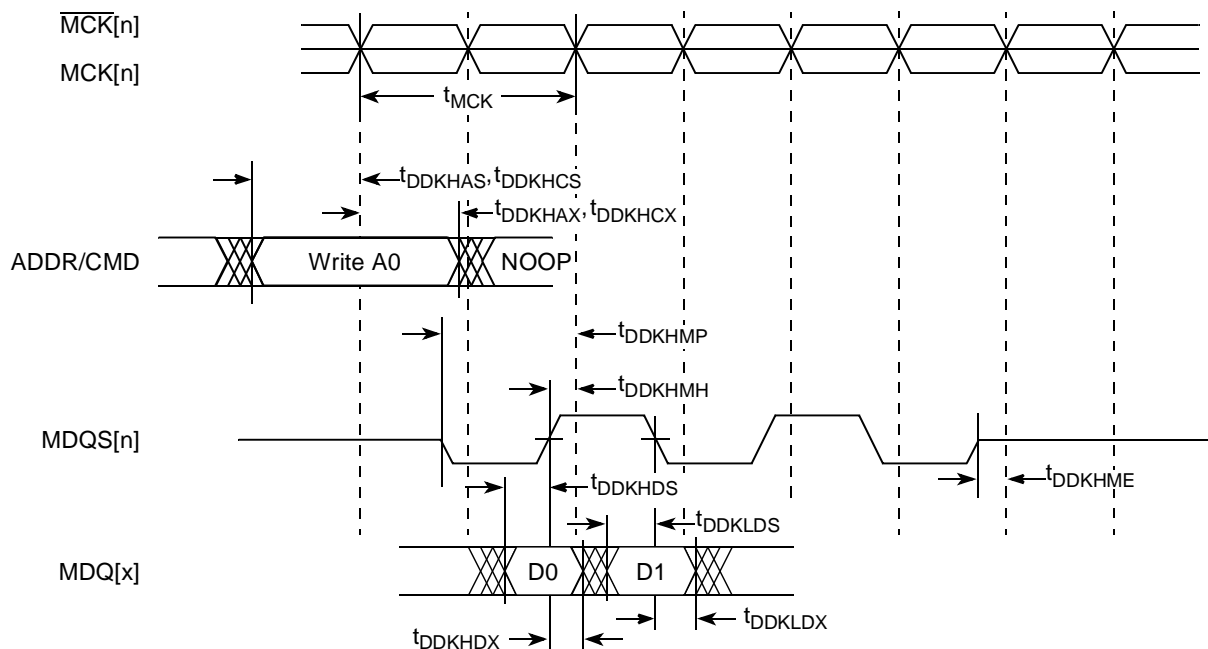 MCK[n]
MCK[n]
tMCK
tDDKHAS,tDDKHCS
tDDKHAX,tDDKHCX
ADDR/CMD
Write A0
NOOP
tDDKHMP
tDDKHMH
MDQS[n]
tDDKHME
tDDKHDS
tDDKLDS
MDQ[x]
D0
D1
tDDKLDX
tDDKHDX